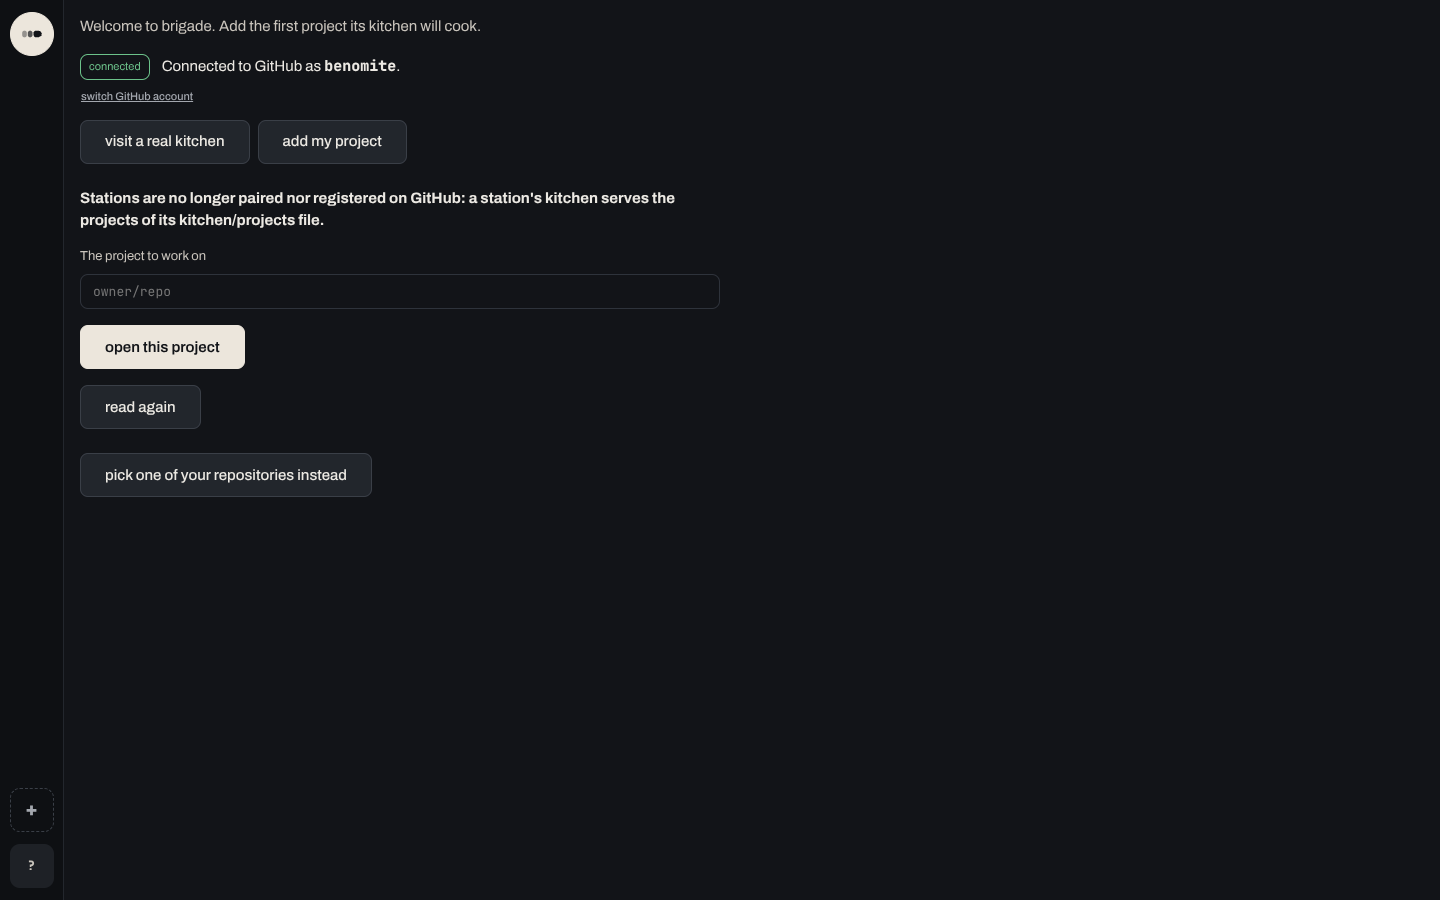 Welcome to brigade. Add the first project its kitchen will cook.
connected Connected to GitHub as benomite.
switch GitHub account
visit a real kitchen
add my project
Stations are no longer paired nor registered on GitHub: a station's kitchen serves the
projects of its kitchen/projects file.
The project to work on
owner/repo
open this project
read again
pick one of your repositories instead
+
?